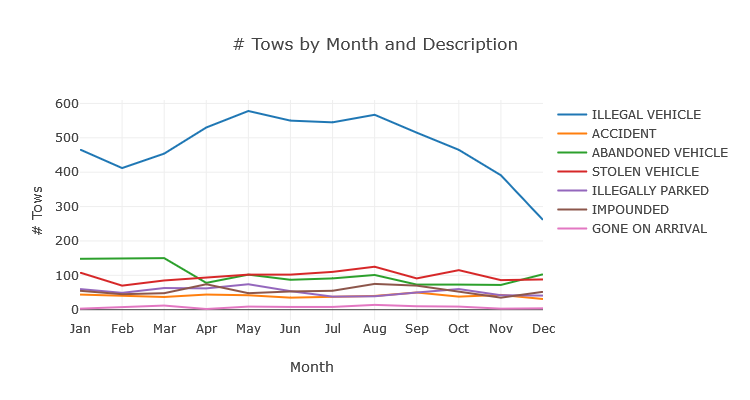 # Tows by Month and Description
600
500
400
300
200
100
0
# Tows
Jan Feb Mar Apr May Jun Jul Aug Sep Oct Nov Dec
Month
ILLEGAL VEHICLE
ACCIDENT
ABANDONED VEHICLE
STOLEN VEHICLE
ILLEGALLY PARKED
IMPOUNDED
GONE ON ARRIVAL